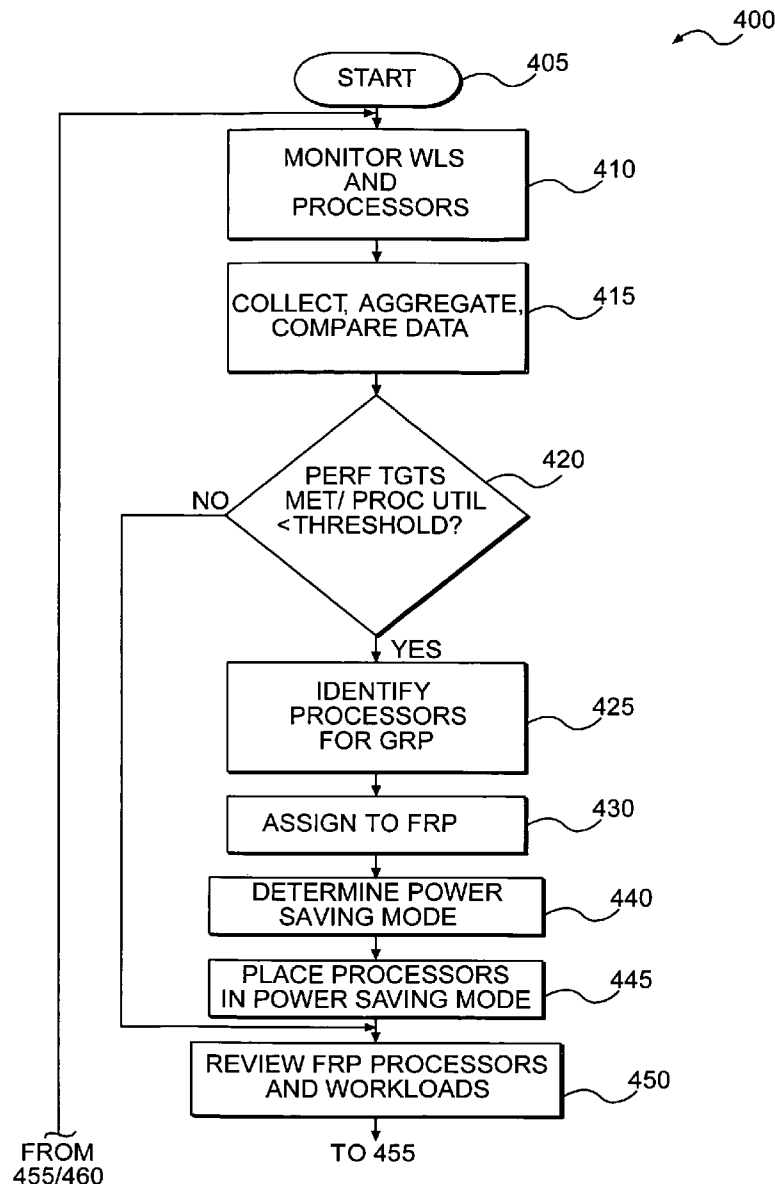 400
START
405
MONITOR WLS
AND
PROCESSORS
410
COLLECT, AGGREGATE,
COMPARE DATA
415
PERF TGTS
MET/ PROC UTIL
<THRESHOLD?
420
NO
YES
IDENTIFY
PROCESSORS
FOR GRP
425
ASSIGN TO FRP
430
DETERMINE POWER
SAVING MODE
440
PLACE PROCESSORS
IN POWER SAVING MODE
445
REVIEW FRP PROCESSORS
AND WORKLOADS
450
FROM
455/460
TO 455